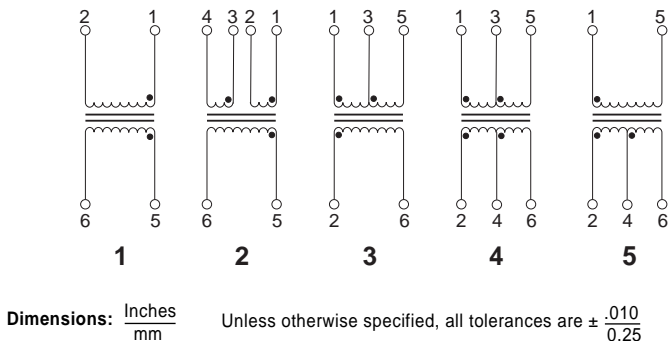 2 1 4 3 2 1 1 3 5 1 3 5 1 5
6 5 6 5 2 6 2 4 6 2 4 6
1 2 3 4 5
Dimensions: Inches/mm Unless otherwise specified, all tolerances are ± .010/0.25